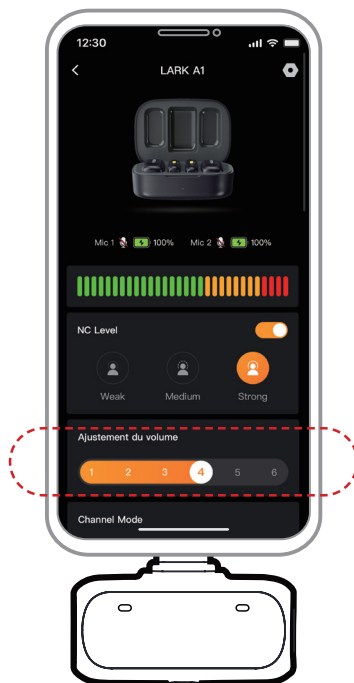 12:30
LARK A1
Mic 1 100% Mic 2 100%
NC Level
Weak Medium Strong
Ajustement du volume
1 2 3 4 5 6
Channel Mode